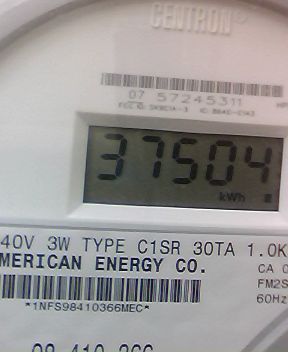 CENTRON®
07 57245311
37504
kWh
40V 3W TYPE C1SR 30TA 1.0K
MERICAN ENERGY CO.
CA 0
FM2S
60Hz
*1NFS98410366MEC*